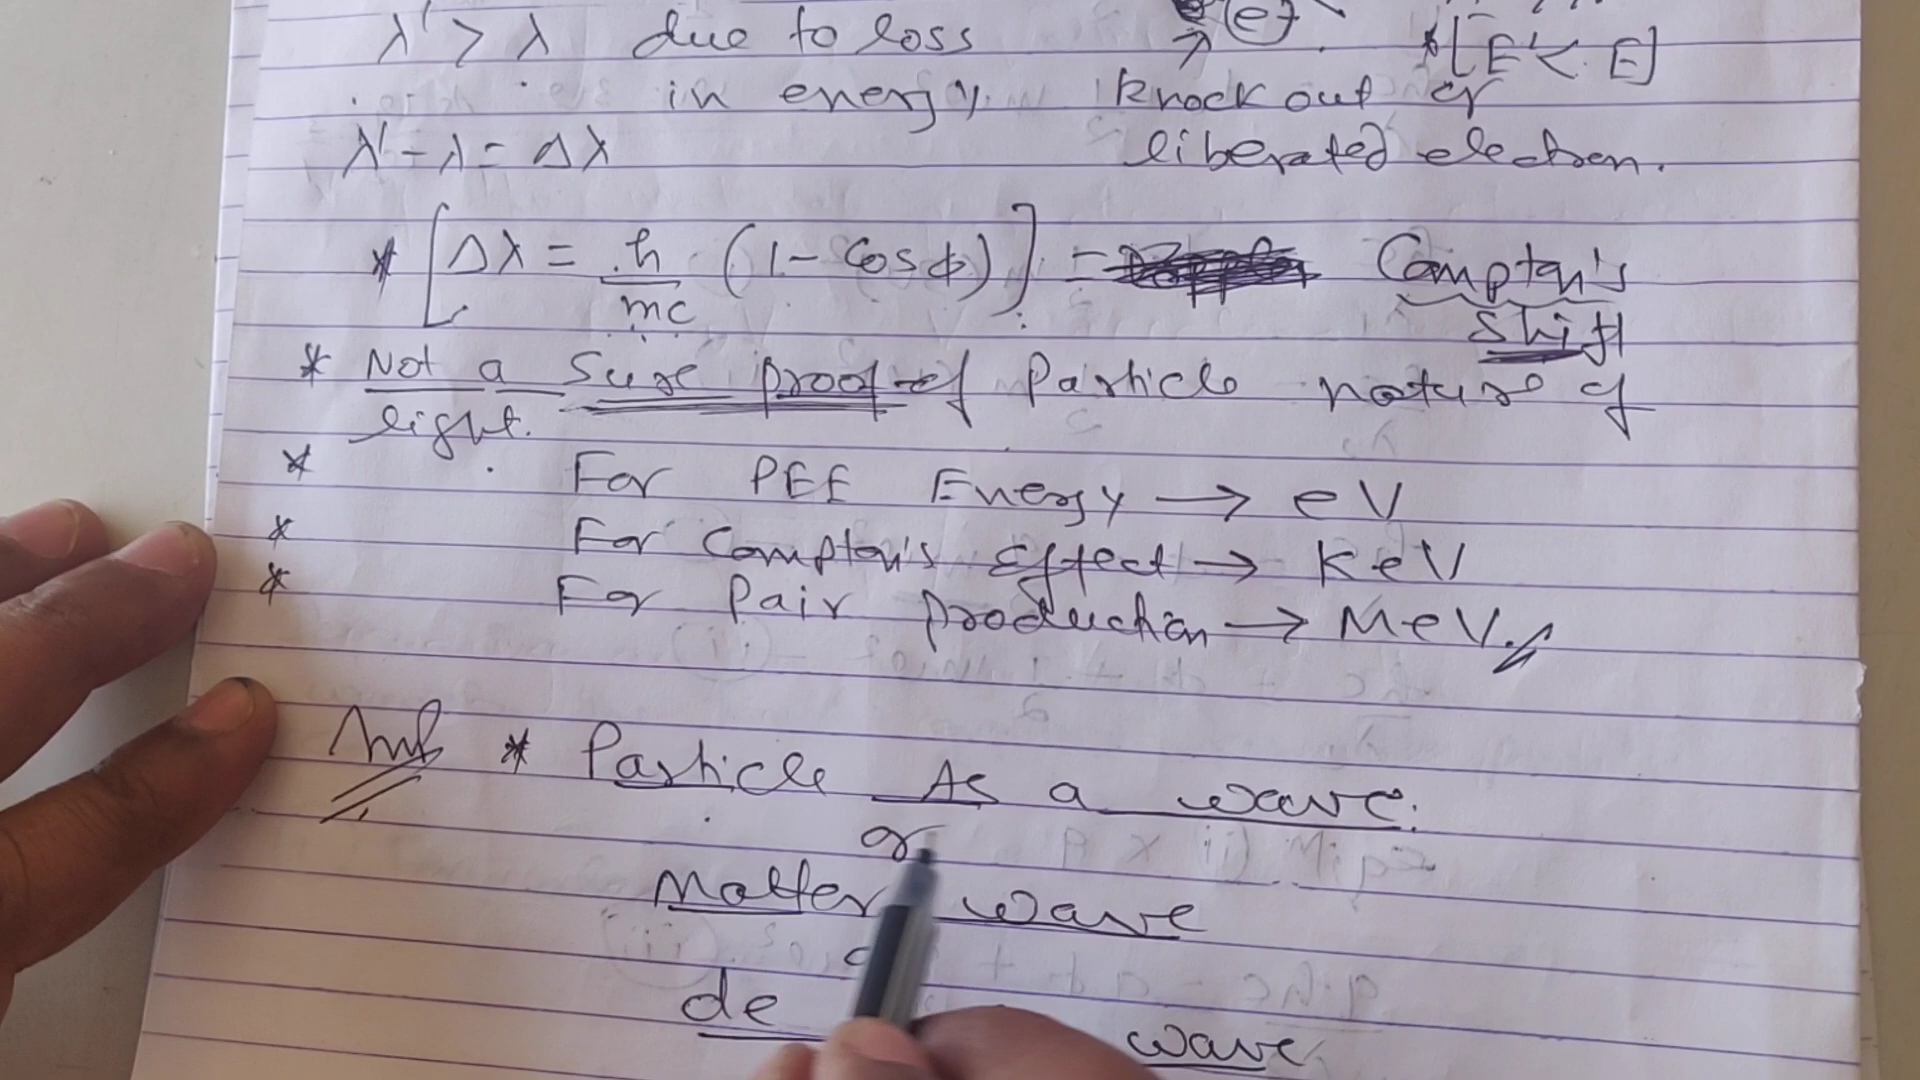 λ' > λ due to loss
in energy.
λ' - λ = Δλ
(e)
*[E' < E]
knock out or
liberated electron.
* [Δλ = h/mc (1 - Cos ϕ)] - Compton's
shift
* Not a Sure proof of Particle nature of
light.
* For PEE Energy → eV
* For Compton's Effect → KeV
* For Pair production → MeV.
* Particle As a wave.
or
Matter wave
de wave